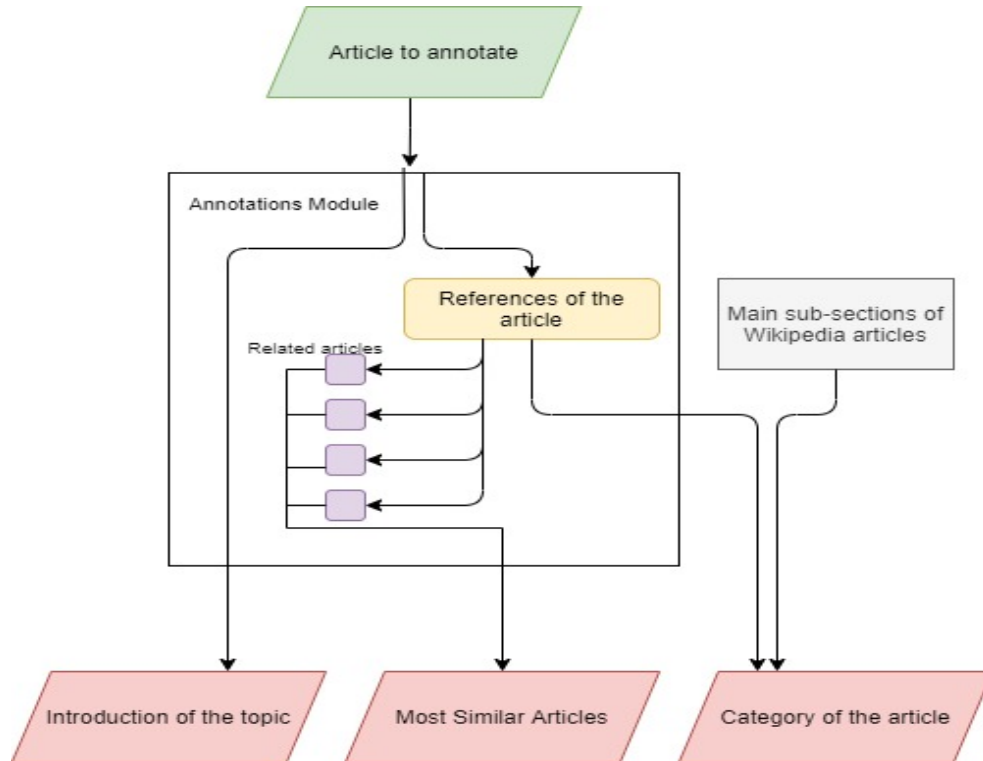 Article to annotate
Annotations Module
References of the
article
Main sub-sections of
Wikipedia articles
Related articles
Introduction of the topic
Most Similar Articles
Category of the article